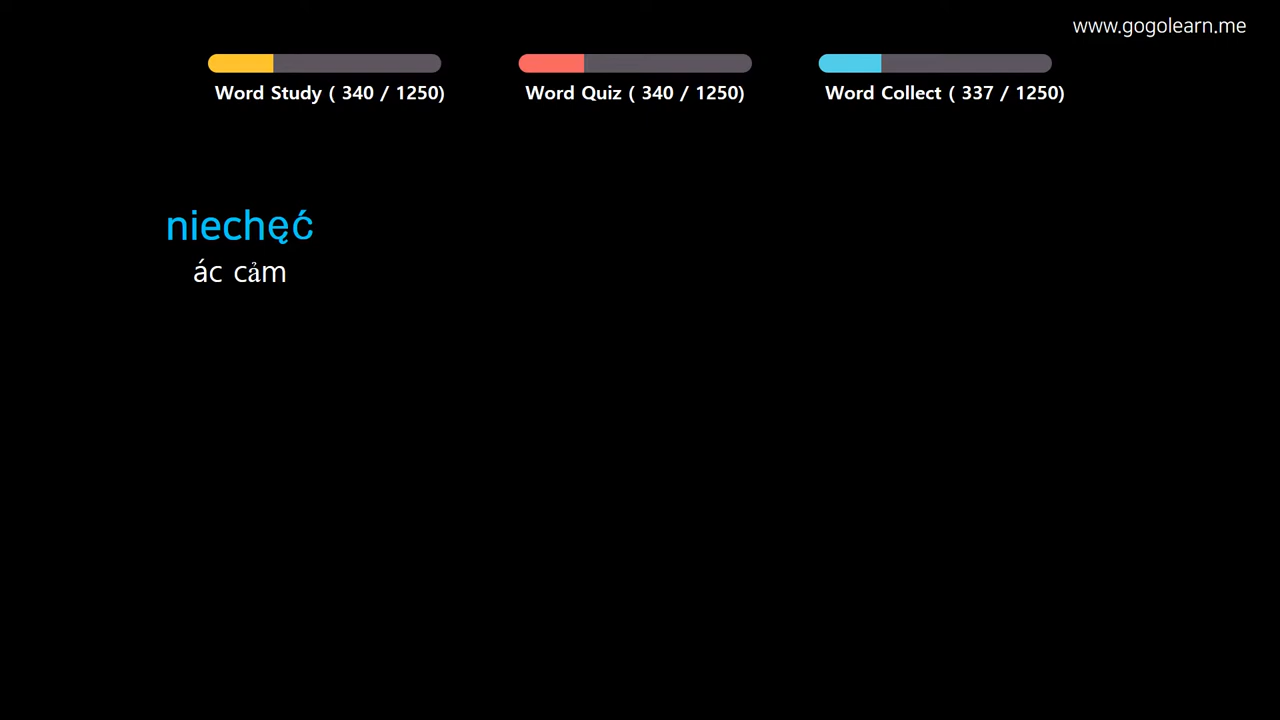 www.gogolearn.me
Word Study ( 340 / 1250)
Word Quiz ( 340 / 1250)
Word Collect ( 337 / 1250)
niechęć
ác cảm